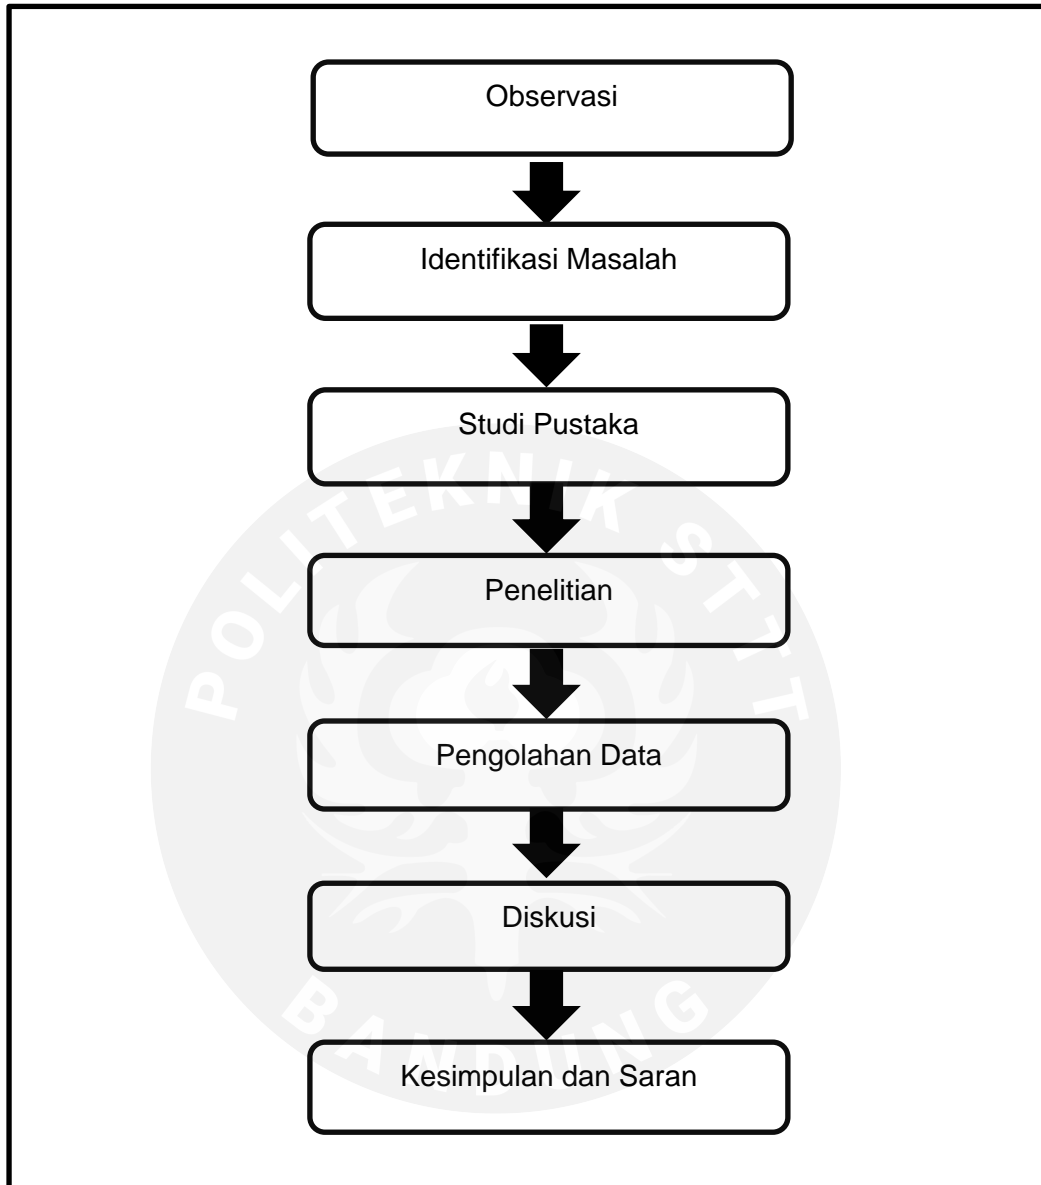 Observasi
Identifikasi Masalah
Studi Pustaka
POLITEKNIK STTT
Penelitian
Pengolahan Data
Diskusi
BANDUNG
Kesimpulan dan Saran